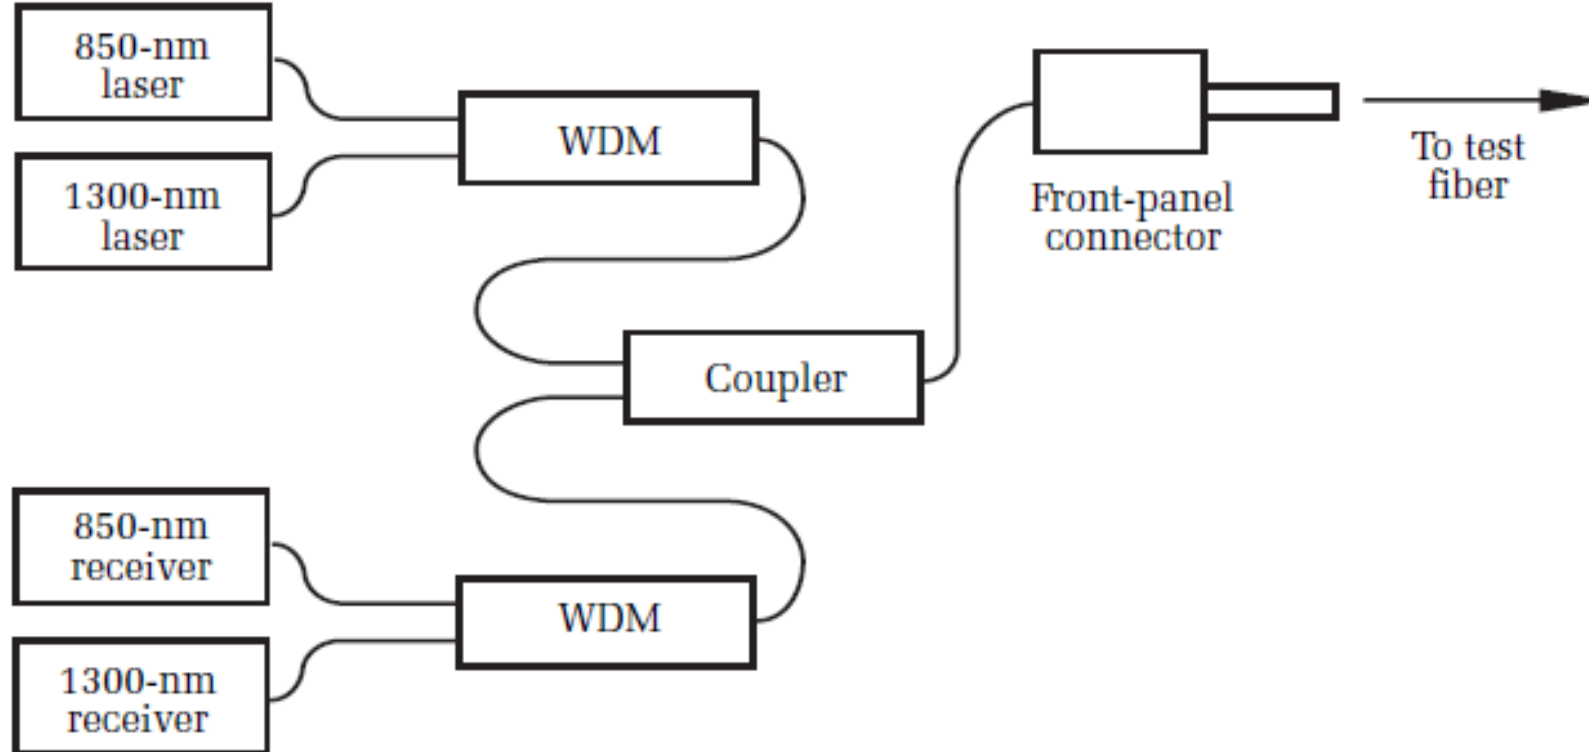 850-nm
laser
1300-nm
laser
WDM
Front-panel
connector
To test
fiber
Coupler
850-nm
receiver
1300-nm
receiver
WDM